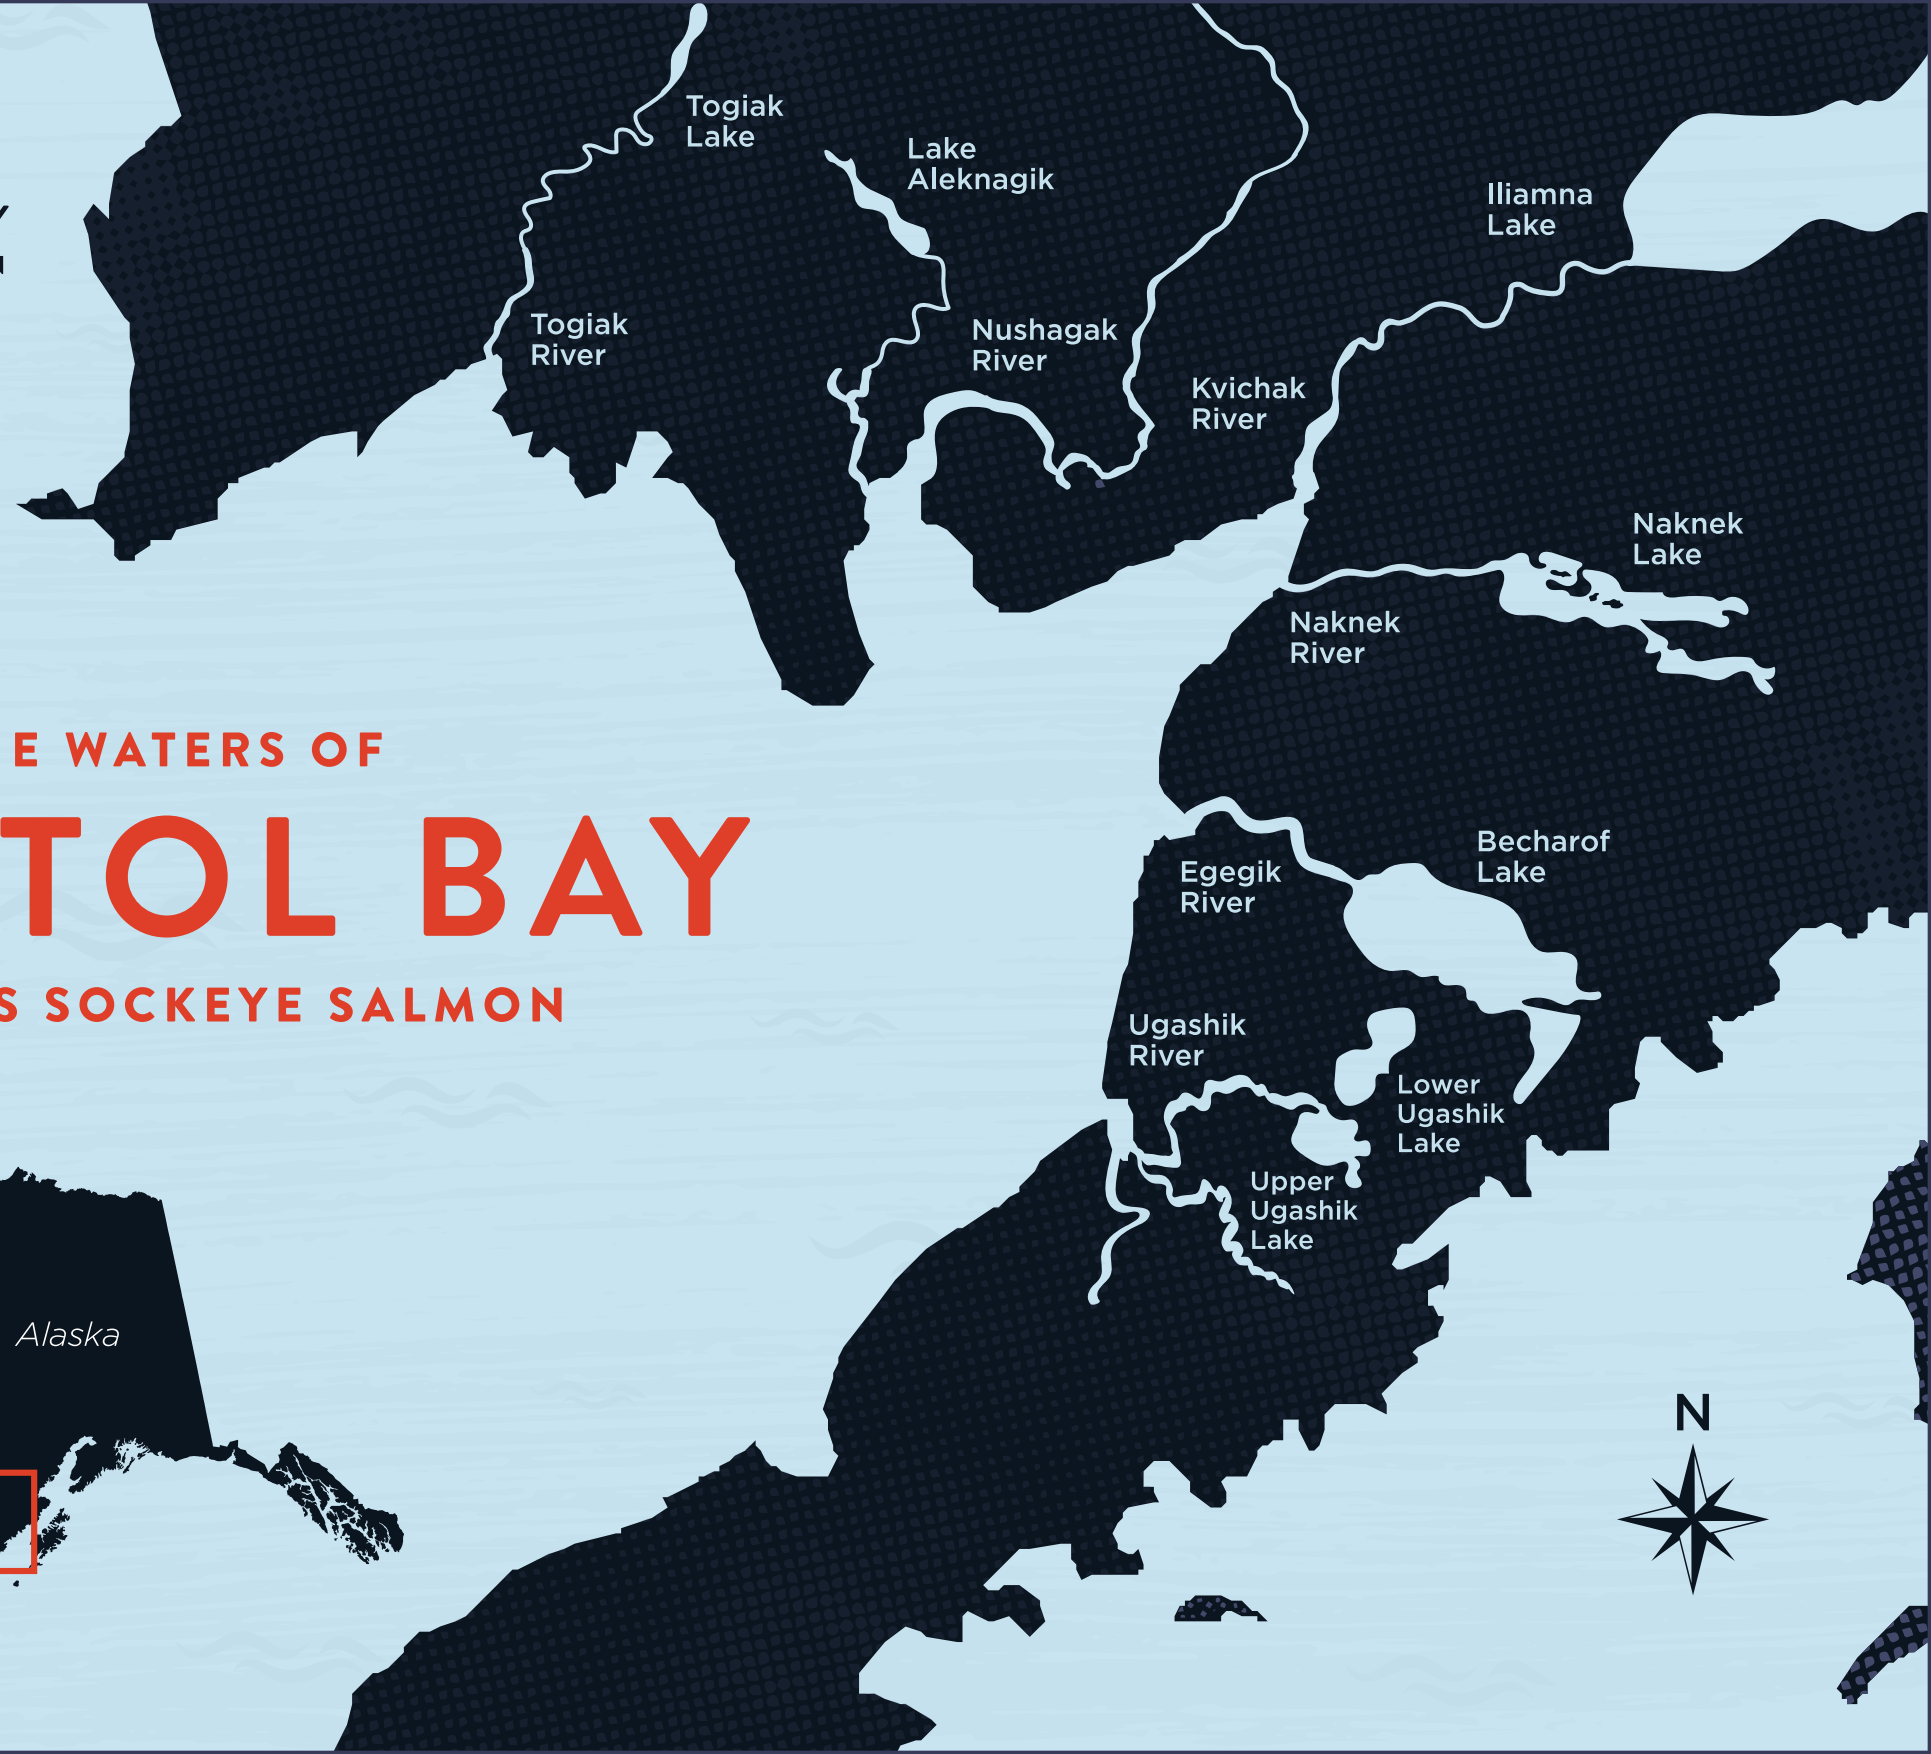 Togiak
Lake
Lake
Aleknagik
Iliamna
Lake
Togiak
River
Nushagak
River
Kvichak
River
Naknek
Lake
Naknek
River
E WATERS OF
TOL BAY
S SOCKEYE SALMON
Becharof
Lake
Egegik
River
Ugashik
River
Lower
Ugashik
Lake
Upper
Ugashik
Lake
Alaska
N